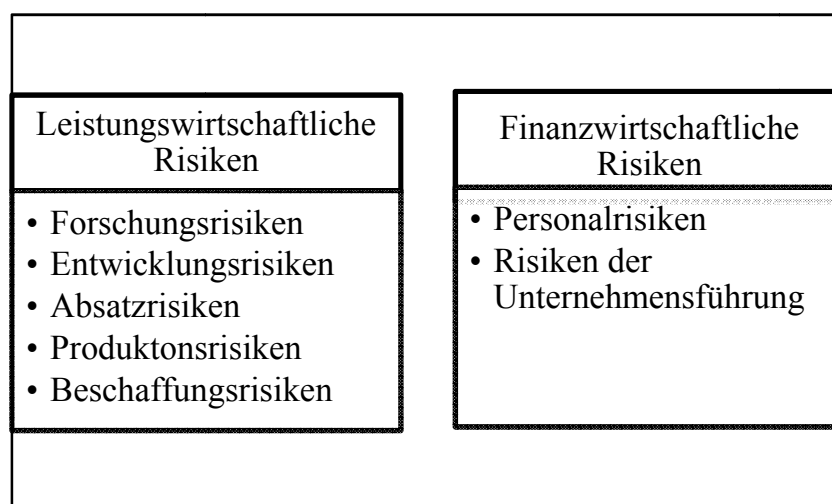 Leistungswirtschaftliche
Risiken
• Forschungsrisiken
• Entwicklungsrisiken
• Absatzrisiken
• Produktonsrisiken
• Beschaffungsrisiken
Finanzwirtschaftliche
Risiken
• Personalrisiken
• Risiken der
Unternehmensführung